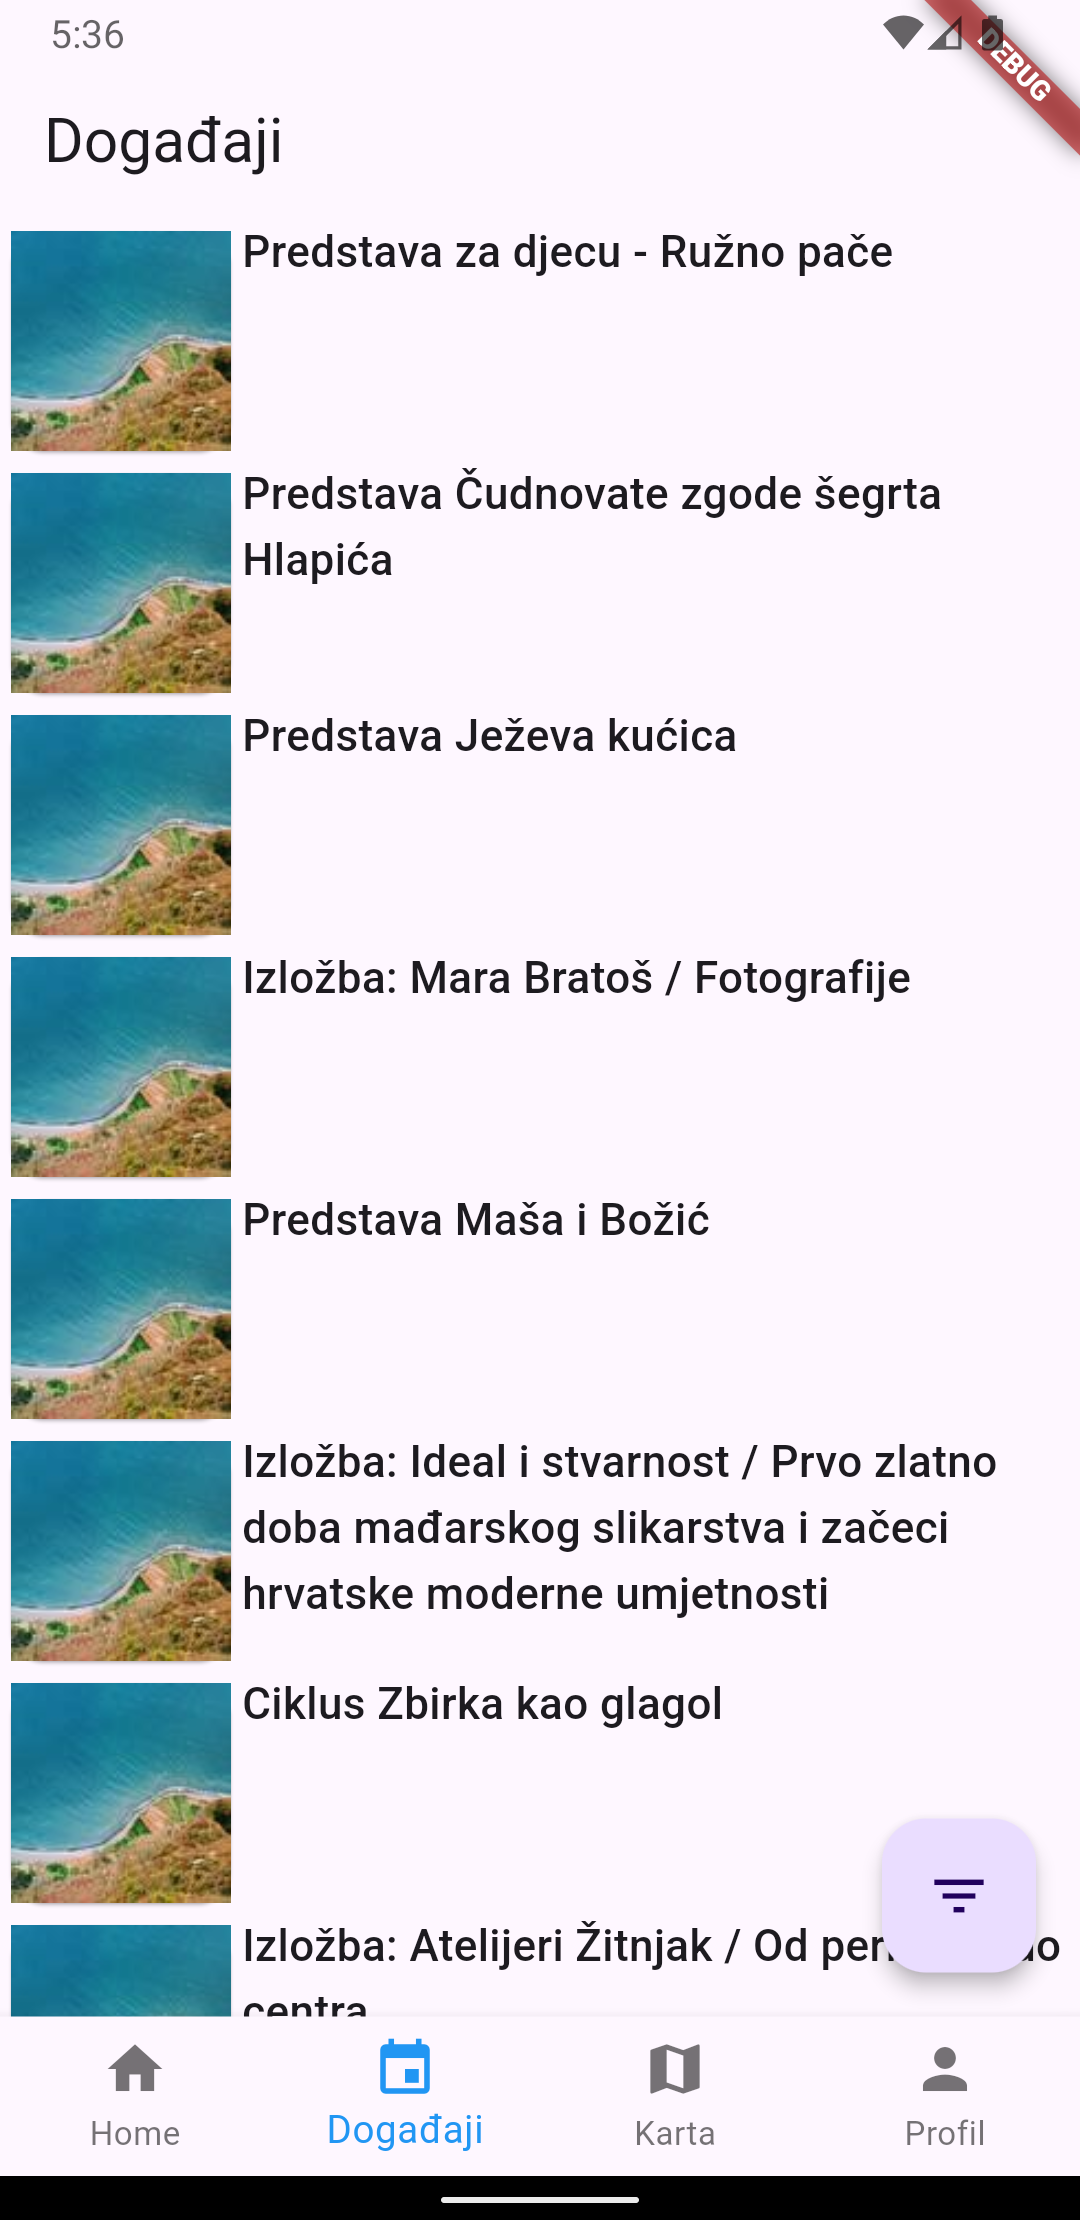 5:36
DEBUG
Događaji
Predstava za djecu - Ružno pače
Predstava Čudnovate zgode šegrta
Hlapića
Predstava Ježeva kućica
Izložba: Mara Bratoš / Fotografije
Predstava Maša i Božić
Izložba: Ideal i stvarnost / Prvo zlatno
doba mađarskog slikarstva i začeci
hrvatske moderne umjetnosti
Ciklus Zbirka kao glagol
Izložba: Atelijeri Žitnjak / Od
centra
Home
Događaji
Karta
Profil